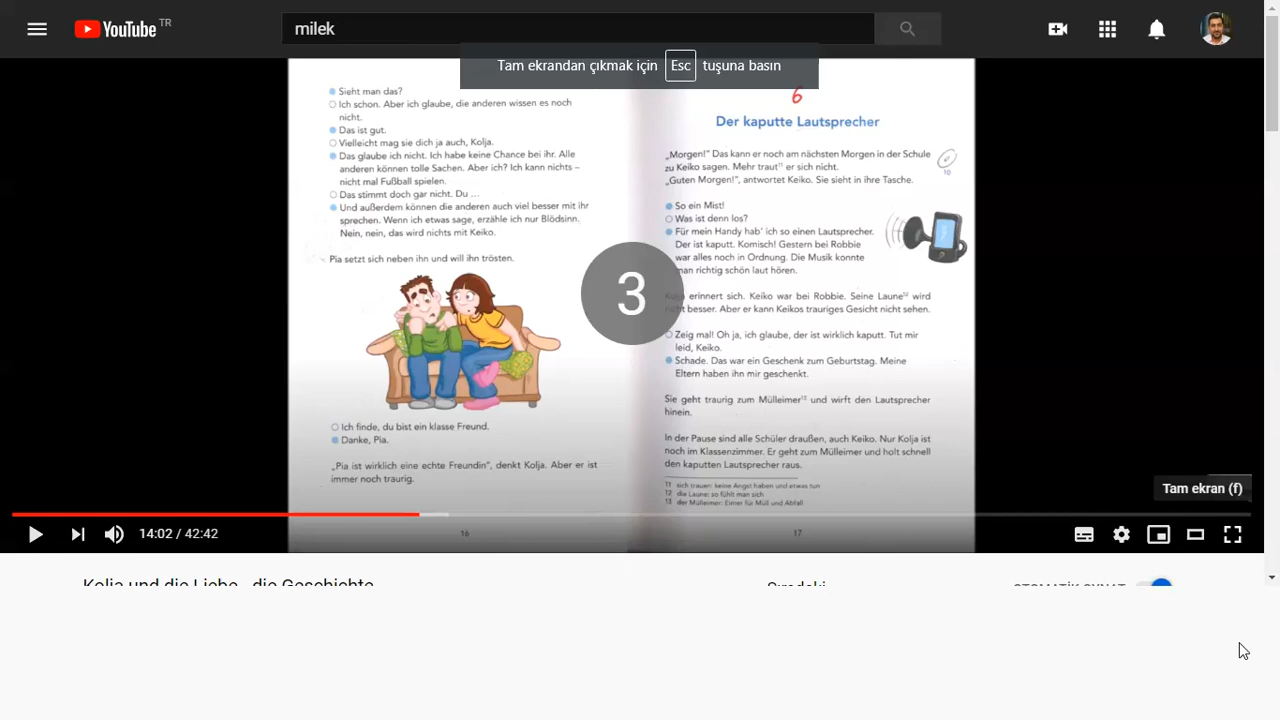 YouTube TR
milek
Tam ekrandan çıkmak için Esc tuşuna basın
Sieht man das?
Ich schon. Aber ich glaube, die anderen wissen es noch
nicht.
Das ist gut.
Vielleicht mag sie dich ja auch, Kolja.
Das glaube ich nicht. Ich habe keine Chance bei ihr. Alle
anderen können tolle Sachen. Aber ich? Ich kann nichts –
nicht mal Fußball spielen.
Das stimmt doch gar nicht. Du ...
Und außerdem können die anderen auch viel besser mit ihr
sprechen. Wenn ich etwas sage, erzähle ich nur Blödsinn.
Nein, nein, das wird nichts mit Keiko.
Pia setzt sich neben ihn und will ihn trösten.
Ich finde, du bist ein klasse Freund.
Danke, Pia.
„Pia ist wirklich eine echte Freundin“, denkt Kolja. Aber er ist
immer noch traurig.
16
3
6
Der kaputte Lautsprecher
„Morgen!“ Das kann er noch am nächsten Morgen in der Schule
zu Keiko sagen. Mehr traut¹¹ er sich nicht.
„Guten Morgen!“, antwortet Keiko. Sie sieht in ihre Tasche.
10
So ein Mist!
Was ist denn los?
Für mein Handy hab' ich so einen Lautsprecher.
Der ist kaputt. Komisch! Gestern bei Robbie
war alles noch in Ordnung. Die Musik konnte
man richtig schön laut hören.
Kolja erinnert sich. Keiko war bei Robbie. Seine Laune¹² wird
nicht besser. Aber er kann Keikos trauriges Gesicht nicht sehen.
Zeig mal! Oh ja, ich glaube, der ist wirklich kaputt. Tut mir
leid, Keiko.
Schade. Das war ein Geschenk zum Geburtstag. Meine
Eltern haben ihn mir geschenkt.
Sie geht traurig zum Mülleimer¹³ und wirft den Lautsprecher
hinein.
In der Pause sind alle Schüler draußen, auch Keiko. Nur Kolja ist
noch im Klassenzimmer. Er geht zum Mülleimer und holt schnell
den kaputten Lautsprecher raus.
11 sich trauen: keine Angst haben und etwas tun
12 die Laune: so fühlt man sich
13 der Mülleimer: Eimer für Müll und Abfall
17
Tam ekran (f)
14:02 / 42:42
Kolja und die Liebe - die Geschichte
Sıradaki
OTOMATİK OYNAT